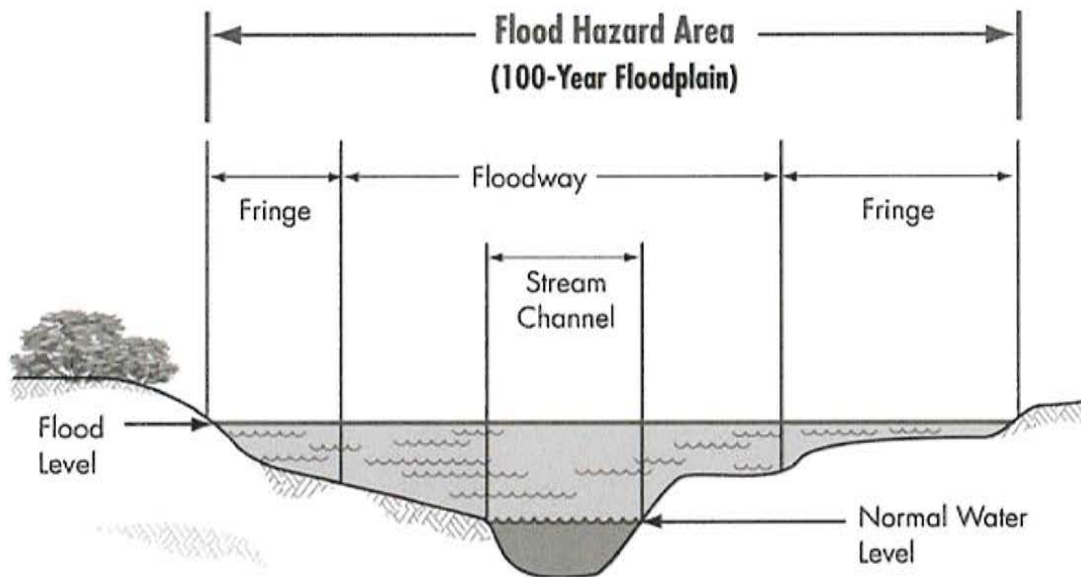 Flood Hazard Area
(100-Year Floodplain)
Floodway
Fringe
Fringe
Stream
Channel
Flood
Level
Normal Water
Level